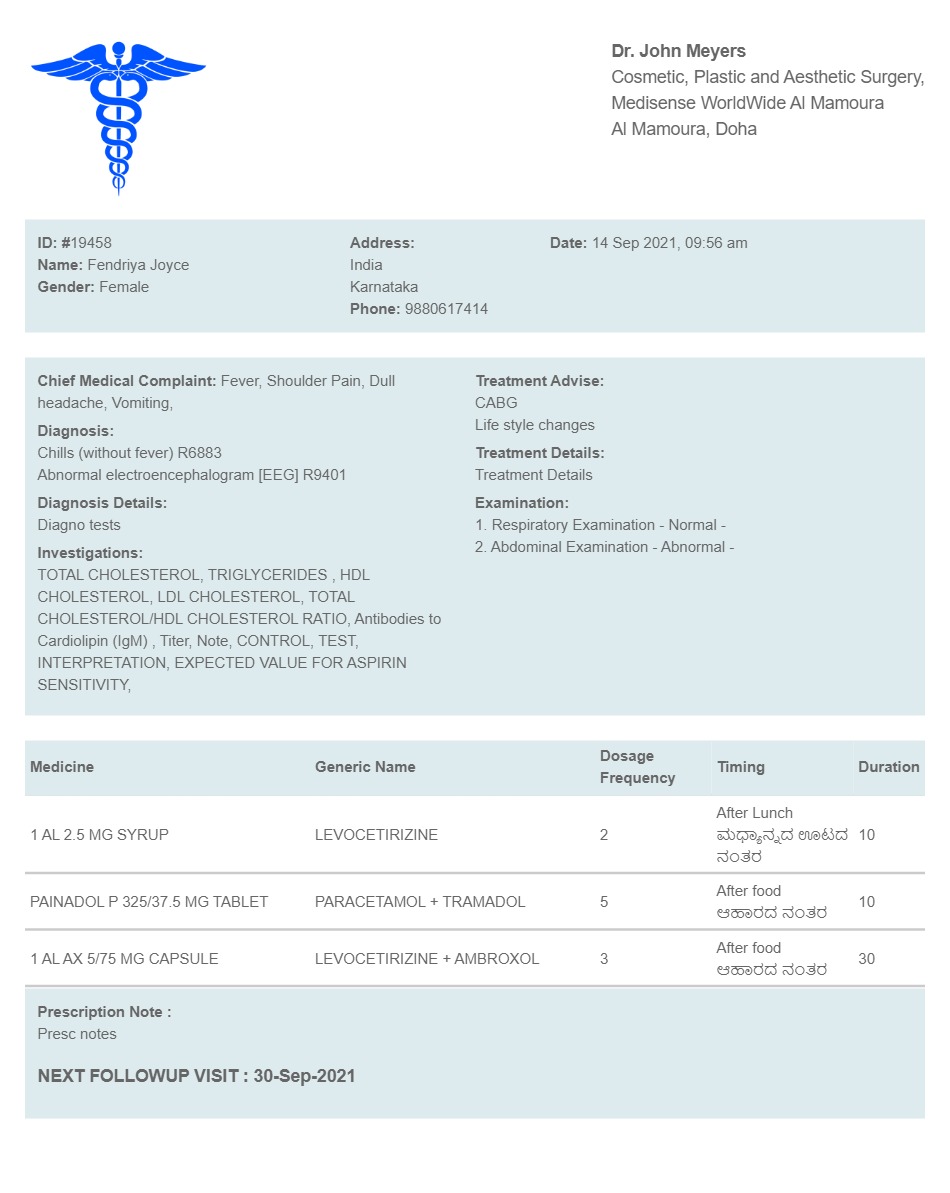 Dr. John Meyers
Cosmetic, Plastic and Aesthetic Surgery,
Medisense WorldWide Al Mamoura
Al Mamoura, Doha
ID: #19458
Name: Fendriya Joyce
Gender: Female
Address:
India
Karnataka
Phone: 9880617414
Date: 14 Sep 2021, 09:56 am
Chief Medical Complaint: Fever, Shoulder Pain, Dull
headache, Vomiting,
Diagnosis:
Chills (without fever) R6883
Abnormal electroencephalogram [EEG] R9401
Diagnosis Details:
Diagno tests
Investigations:
TOTAL CHOLESTEROL, TRIGLYCERIDES , HDL
CHOLESTEROL, LDL CHOLESTEROL, TOTAL
CHOLESTEROL/HDL CHOLESTEROL RATIO, Antibodies to
Cardiolipin (IgM) , Titer, Note, CONTROL, TEST,
INTERPRETATION, EXPECTED VALUE FOR ASPIRIN
SENSITIVITY,
Treatment Advise:
CABG
Life style changes
Treatment Details:
Treatment Details
Examination:
1. Respiratory Examination - Normal -
2. Abdominal Examination - Abnormal -
Medicine Generic Name Dosage Frequency Timing Duration
1 AL 2.5 MG SYRUP LEVOCETIRIZINE 2 After Lunch
ಮಧ್ಯಾನ್ನದ ಊಟದ
ನಂತರ 10
PAINADOL P 325/37.5 MG TABLET PARACETAMOL + TRAMADOL 5 After food
ಆಹಾರದ ನಂತರ 10
1 AL AX 5/75 MG CAPSULE LEVOCETIRIZINE + AMBROXOL 3 After food
ಆಹಾರದ ನಂತರ 30
Prescription Note :
Presc notes
NEXT FOLLOWUP VISIT : 30-Sep-2021